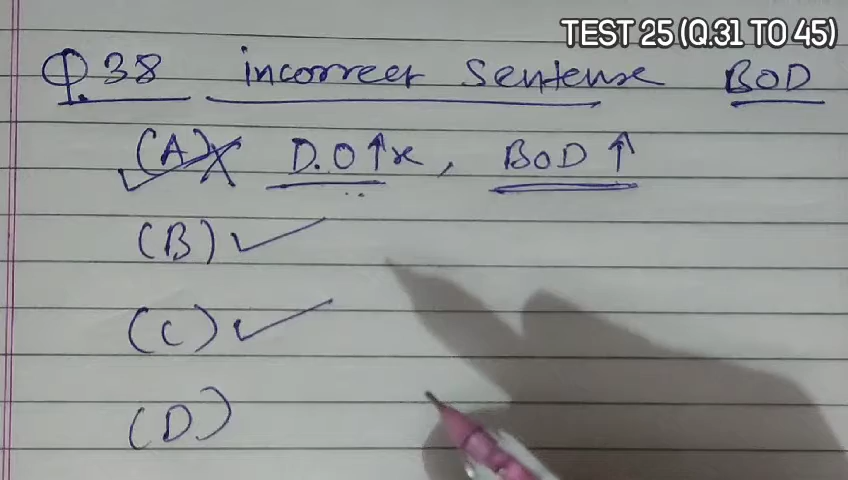 TEST 25 (Q.31 TO 45)
Q.38 incorrect Sentense BOD
(A) ✓ ✗ D.O ↑ x, BOD ↑
(B) ✓
(C) ✓
(D)